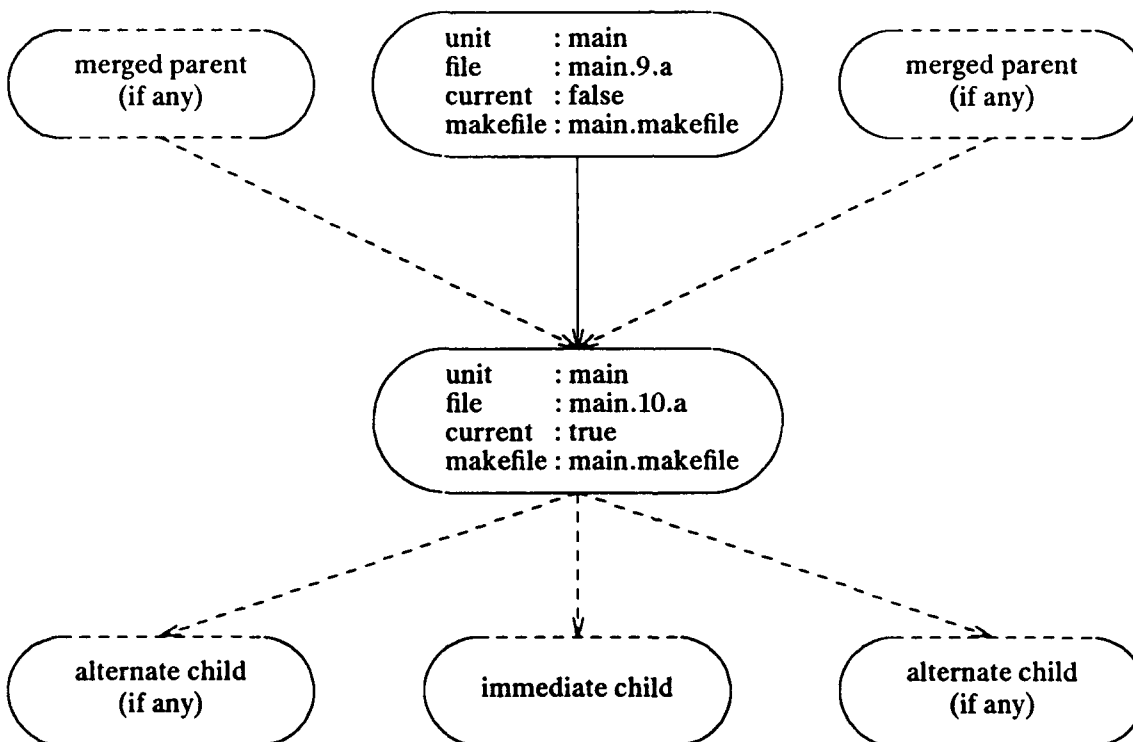 merged parent
(if any)
unit : main
file : main.9.a
current : false
makefile : main.makefile
merged parent
(if any)
unit : main
file : main.10.a
current : true
makefile : main.makefile
alternate child
(if any)
immediate child
alternate child
(if any)